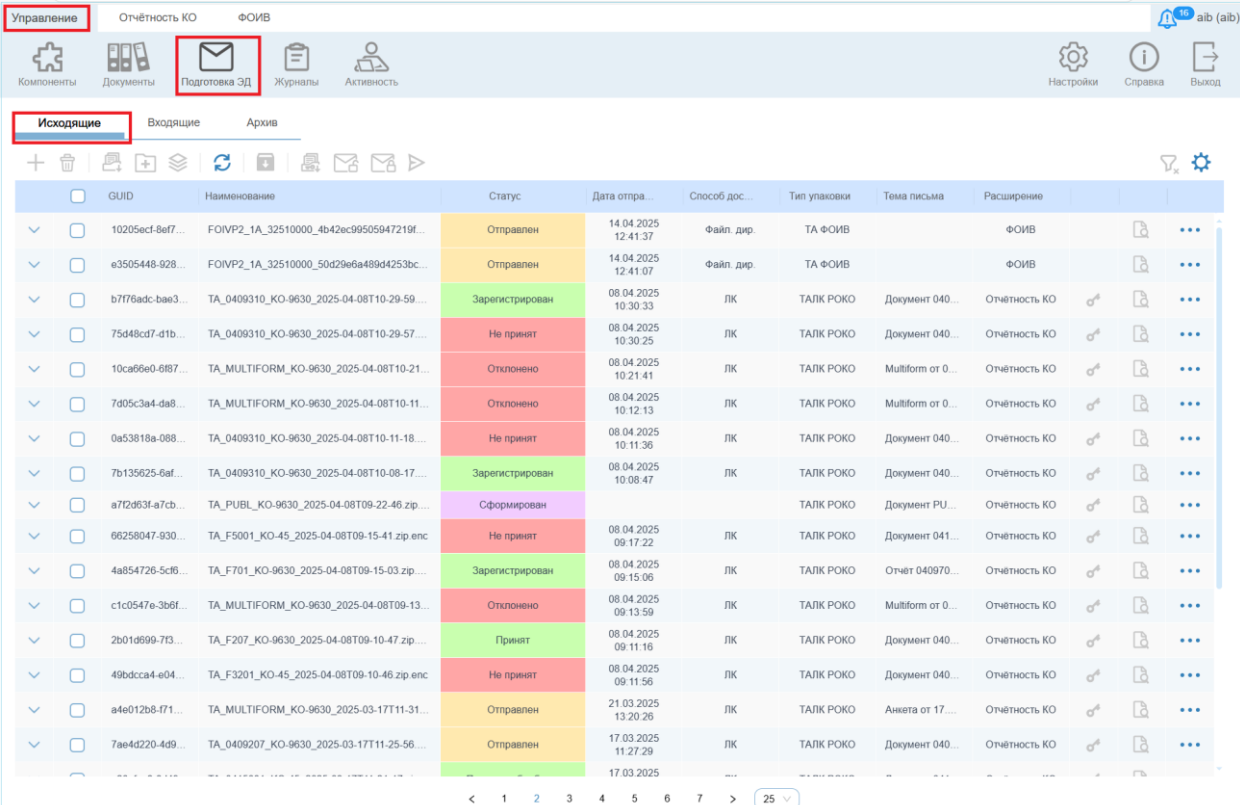 Управление Отчётность КО ФОИВ 16 aib (aib)
Компоненты Документы Подготовка ЭД Журналы Активность Настройки Справка Выход
Исходящие Входящие Архив
GUID Наименование Статус Дата отпра... Способ дос... Тип упаковки Тема письма Расширение
10205ecf-8ef7... FOIVP2_1A_32510000_4b42ec99505947219f... Отправлен 14.04.2025 12:41:37 Файл. дир. ТА ФОИВ ФОИВ
e3505448-928... FOIVP2_1A_32510000_50d29e6a489d4253bc... Отправлен 14.04.2025 12:41:07 Файл. дир. ТА ФОИВ ФОИВ
b7f76adc-bae3... TA_0409310_KO-9630_2025-04-08T10-29-59.... Зарегистрирован 08.04.2025 10:30:33 ЛК ТАЛК РОКО Документ 040... Отчётность КО
75d48cd7-d1b... TA_0409310_KO-9630_2025-04-08T10-29-57.... Не принят 08.04.2025 10:30:25 ЛК ТАЛК РОКО Документ 040... Отчётность КО
10ca66e0-6f87... TA_MULTIFORM_KO-9630_2025-04-08T10-21... Отклонено 08.04.2025 10:21:41 ЛК ТАЛК РОКО Multiform от 0... Отчётность КО
7d05c3a4-da8... TA_MULTIFORM_KO-9630_2025-04-08T10-11... Отклонено 08.04.2025 10:12:13 ЛК ТАЛК РОКО Multiform от 0... Отчётность КО
0a53818a-088... TA_0409310_KO-9630_2025-04-08T10-11-18.... Не принят 08.04.2025 10:11:36 ЛК ТАЛК РОКО Документ 040... Отчётность КО
7b135625-6af... TA_0409310_KO-9630_2025-04-08T10-08-17.... Зарегистрирован 08.04.2025 10:08:47 ЛК ТАЛК РОКО Документ 040... Отчётность КО
a7f2d63f-a7cb... TA_PUBL_KO-9630_2025-04-08T09-22-46.zip.... Сформирован ТАЛК РОКО Документ PU... Отчётность КО
66258047-930... TA_F5001_KO-45_2025-04-08T09-15-41.zip.enc Не принят 08.04.2025 09:17:22 ЛК ТАЛК РОКО Документ 041... Отчётность КО
4a854726-5cf6... TA_F701_KO-9630_2025-04-08T09-15-03.zip.... Зарегистрирован 08.04.2025 09:15:06 ЛК ТАЛК РОКО Отчёт 040970... Отчётность КО
c1c0547e-3b6f... TA_MULTIFORM_KO-9630_2025-04-08T09-13... Отклонено 08.04.2025 09:13:59 ЛК ТАЛК РОКО Multiform от 0... Отчётность КО
2b01d699-7f3... TA_F207_KO-9630_2025-04-08T09-10-47.zip.... Принят 08.04.2025 09:11:16 ЛК ТАЛК РОКО Документ 040... Отчётность КО
49bdcca4-e04... TA_F3201_KO-45_2025-04-08T09-10-46.zip.enc Не принят 08.04.2025 09:11:56 ЛК ТАЛК РОКО Документ 040... Отчётность КО
a4e012b8-f71... TA_MULTIFORM_KO-9630_2025-03-17T11-31... Отправлен 21.03.2025 13:20:26 ЛК ТАЛК РОКО Анкета от 17.... Отчётность КО
7ae4d220-4d9... TA_0409207_KO-9630_2025-03-17T11-25-56.... Отправлен 17.03.2025 11:27:29 ЛК ТАЛК РОКО Документ 040... Отчётность КО
17.03.2025
< 1 2 3 4 5 6 7 > 25